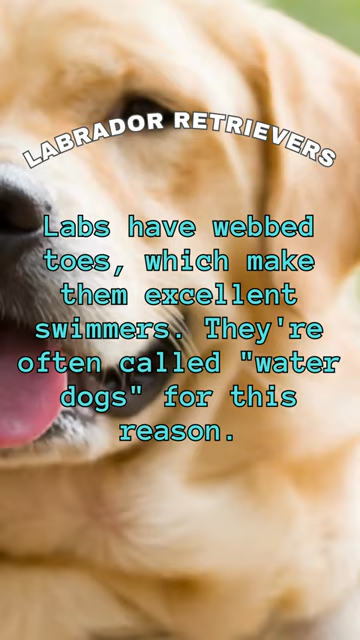 LABRADOR RETRIEVERS
Labs have webbed
toes, which make
them excellent
swimmers. They're
often called "water
dogs" for this
reason.